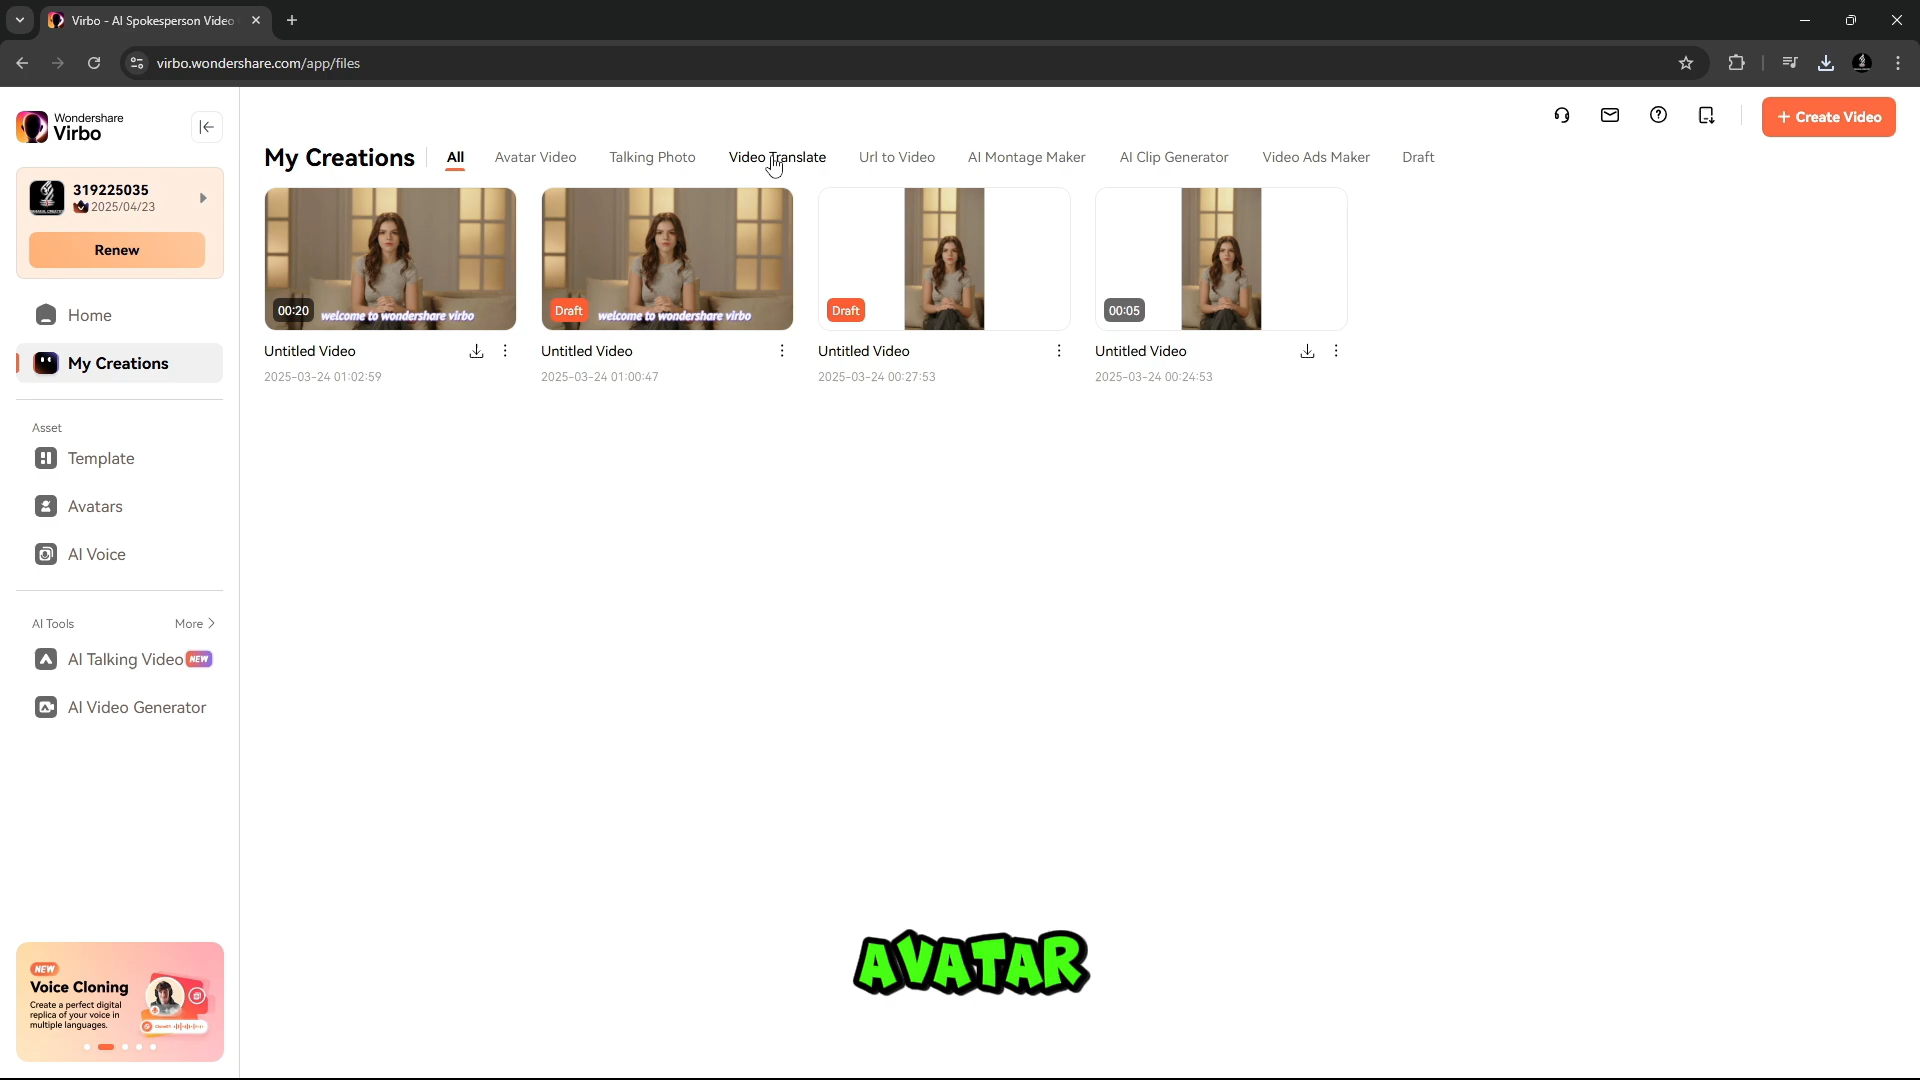 Virbo - AI Spokesperson Video
virbo.wondershare.com/app/files
Wondershare
Virbo
319225035
2025/04/23
Renew
Home
My Creations
Asset
Template
Avatars
AI Voice
AI Tools
More >
AI Talking Video NEW
AI Video Generator
NEW
Voice Cloning
Create a perfect digital
replica of your voice in
multiple languages.
+ Create Video
My Creations All Avatar Video Talking Photo Video Translate Url to Video AI Montage Maker AI Clip Generator Video Ads Maker Draft
00:20 welcome to wondershare virbo
Untitled Video
2025-03-24 01:02:59
Draft welcome to wondershare virbo
Untitled Video
2025-03-24 01:00:47
Draft
Untitled Video
2025-03-24 00:27:53
00:05
Untitled Video
2025-03-24 00:24:53
AVATAR